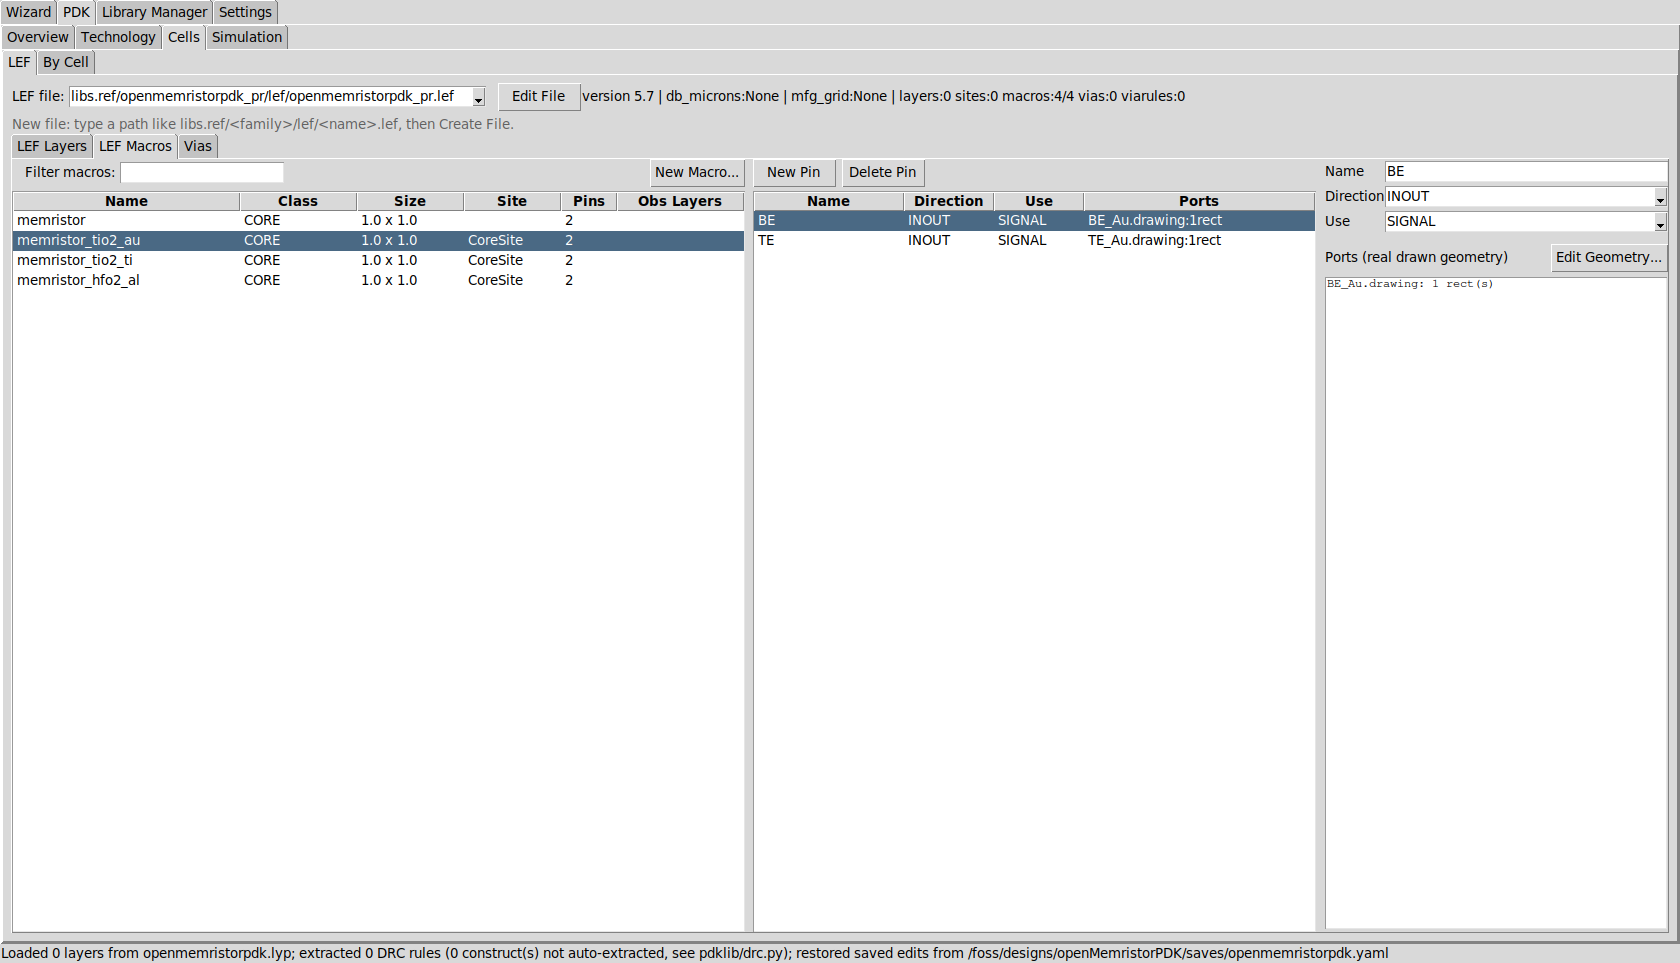 Wizard PDK Library Manager Settings
Overview Technology Cells Simulation
LEF By Cell
LEF file: libs.ref/openmemristorpdk_pr/lef/openmemristorpdk_pr.lef Edit File version 5.7 | db_microns:None | mfg_grid:None | layers:0 sites:0 macros:4/4 vias:0 viarules:0
New file: type a path like libs.ref/<family>/lef/<name>.lef, then Create File.
LEF Layers LEF Macros Vias
Filter macros: New Macro... New Pin Delete Pin Name BE
Direction INOUT
Use SIGNAL
Name Class Size Site Pins Obs Layers Name Direction Use Ports
memristor CORE 1.0 x 1.0 2 BE INOUT SIGNAL BE_Au.drawing:1rect
memristor_tio2_au CORE 1.0 x 1.0 CoreSite 2 TE INOUT SIGNAL TE_Au.drawing:1rect
memristor_tio2_ti CORE 1.0 x 1.0 CoreSite 2
memristor_hfo2_al CORE 1.0 x 1.0 CoreSite 2
Ports (real drawn geometry) Edit Geometry...
BE_Au.drawing: 1 rect(s)
Loaded 0 layers from openmemristorpdk.lyp; extracted 0 DRC rules (0 construct(s) not auto-extracted, see pdklib/drc.py); restored saved edits from /foss/designs/openMemristorPDK/saves/openmemristorpdk.yaml